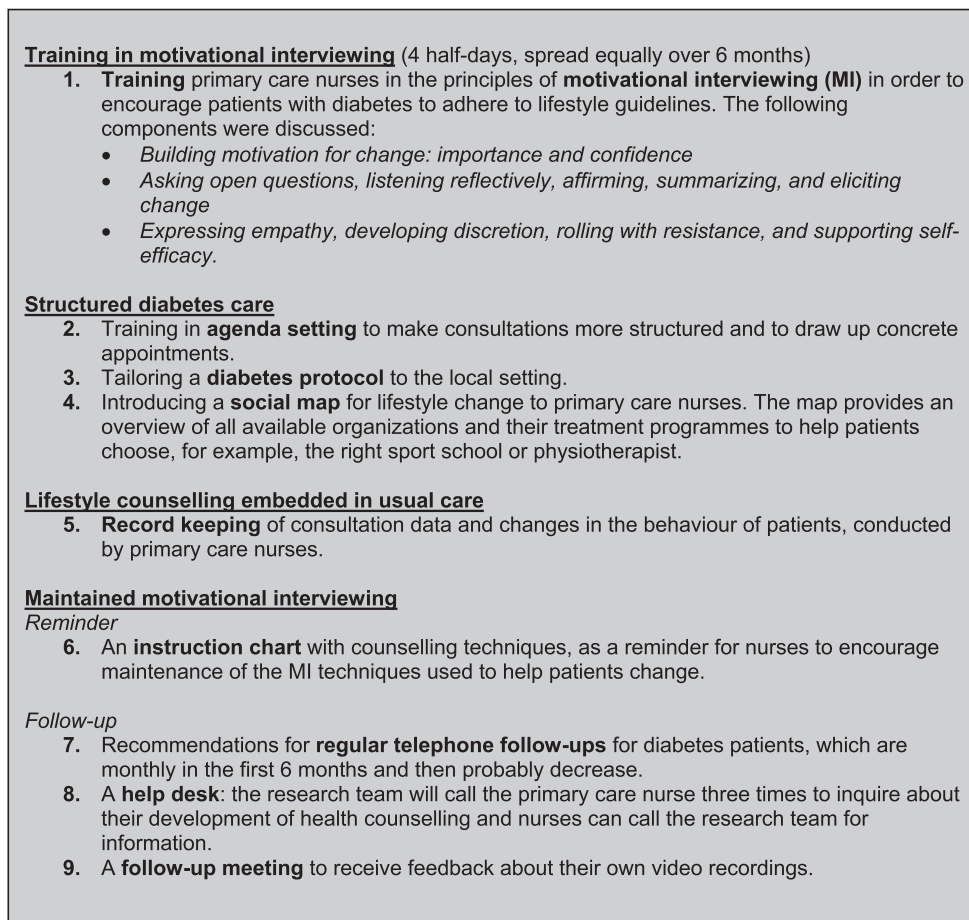 Training in motivational interviewing (4 half-days, spread equally over 6 months)
1. Training primary care nurses in the principles of motivational interviewing (MI) in order to
encourage patients with diabetes to adhere to lifestyle guidelines. The following
components were discussed:
• Building motivation for change: importance and confidence
• Asking open questions, listening reflectively, affirming, summarizing, and eliciting
change
• Expressing empathy, developing discretion, rolling with resistance, and supporting self-
efficacy.
Structured diabetes care
2. Training in agenda setting to make consultations more structured and to draw up concrete
appointments.
3. Tailoring a diabetes protocol to the local setting.
4. Introducing a social map for lifestyle change to primary care nurses. The map provides an
overview of all available organizations and their treatment programmes to help patients
choose, for example, the right sport school or physiotherapist.
Lifestyle counselling embedded in usual care
5. Record keeping of consultation data and changes in the behaviour of patients, conducted
by primary care nurses.
Maintained motivational interviewing
Reminder
6. An instruction chart with counselling techniques, as a reminder for nurses to encourage
maintenance of the MI techniques used to help patients change.
Follow-up
7. Recommendations for regular telephone follow-ups for diabetes patients, which are
monthly in the first 6 months and then probably decrease.
8. A help desk: the research team will call the primary care nurse three times to inquire about
their development of health counselling and nurses can call the research team for
information.
9. A follow-up meeting to receive feedback about their own video recordings.